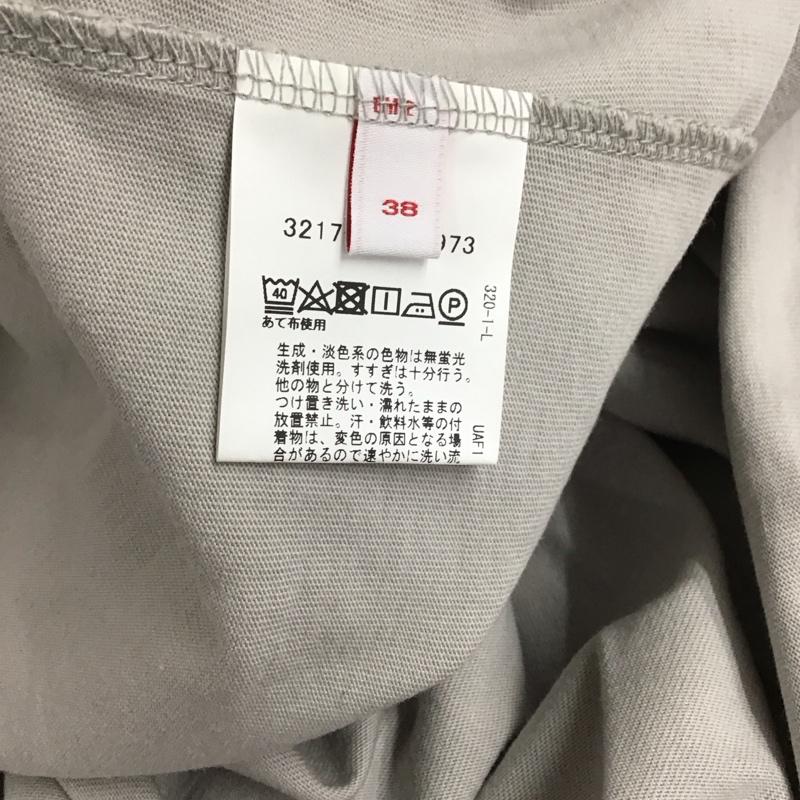 38
3217
973
40
P
あて布使用
320-1-L
生成・淡色系の色物は無蛍光
洗剤使用。すすぎは十分行う。
他の物と分けて洗う。
つけ置き洗い・濡れたままの
放置禁止。汗・飲料水等の付
着物は、変色の原因となる場
合があるので速やかに洗い流
UAF1